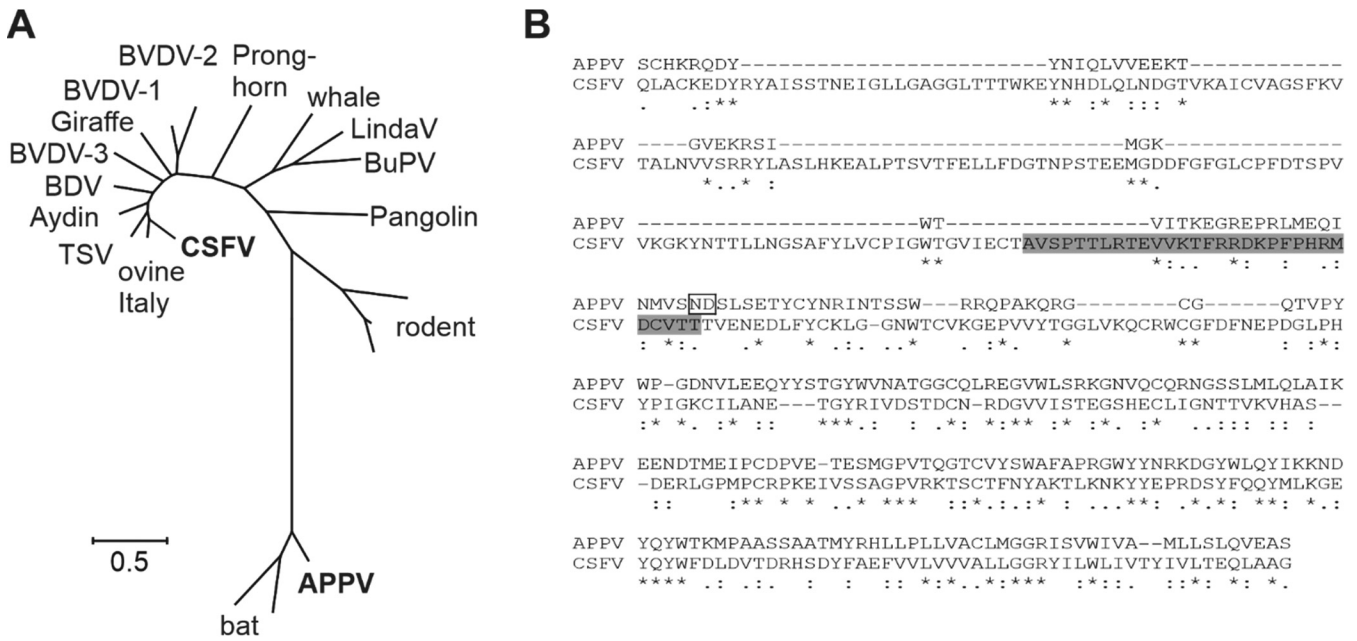 A
BVDV-2
Prong-
horn
BVDV-1
whale
Giraffe
LindaV
BVDV-3
BuPV
BDV
Aydin
Pangolin
TSV
CSFV
ovine
Italy
rodent
0.5
APPV
bat
B
APPV SCHKRQDY------------------------YNIQLVVEEKT------------
CSFV QLACKEDYRYAISSTNEIGLLGAGGLTTTWKEYNHDLQLNDGTVKAICVAGSFKV
. .:** ** :* ::: *
APPV ----GVEKRSI---------------------------MGK--------------
CSFV TALNVVSRRYLASLHKEALPTSVTFELLFDGTNPSTEEMGDDFGFGLCPFDTSPV
*..* : **.
APPV ----------------------WT----------------VITKEGREPRLMEQI
CSFV VKGKYNTTLLNGSAFYLVCPIGWTGVIECTAVSPTTLRTEVVKTFRRDKPFPHRM
** *:.. *: : .:
APPV NMVSNDSLSETYCYNRINTSSW---RRQPAKQRG--------CG------QTVPY
CSFV DCVTTTTVENEDLFYCKLG-GNWTCVKGEPVVYTGGLVKQCRWCGFDFNEPDGLPH
: *:. .* * .:. . :*. * ** : :*:
APPV WP-GDNVLEEQYYSTGYWVNATGGCQLREGVWLSRKGNVQCQRNGSSLMLQLAIK
CSFV YPIGKCILANE---TGYRIVDSTDCN-RDGVVISTEGSHECLIGNTTVKVHAS--
:* *. :* :: ***.: : .*: *:** :* :*. :* ..:::: :: :
APPV EENDTMEIPCDPVE-TESMGPVTQGTCVYSWAFAPRGWYYNRKDGYWLQYIKKND
CSFV -DERLGPMPCRPKEIVSSAGPVRKTSCTFNYAKTLKNKYYEPRDSYFQQYMLKGE
:: :** * * .* *** : :*.:.:* : ...**: :*.*: **: *.:
APPV YQYWTKMPAASSAATMYRHLLPLLVACLMGGRISVWIVA--MLLSLQVEAS
CSFV YQYWFDLDVTDRHSDYFAEFVVLVVVALLGGRYILWLIVTYIVLTEQLAAG
**** .:.:. : : .:: *:*. *:*** :*::. ::*: *: *.